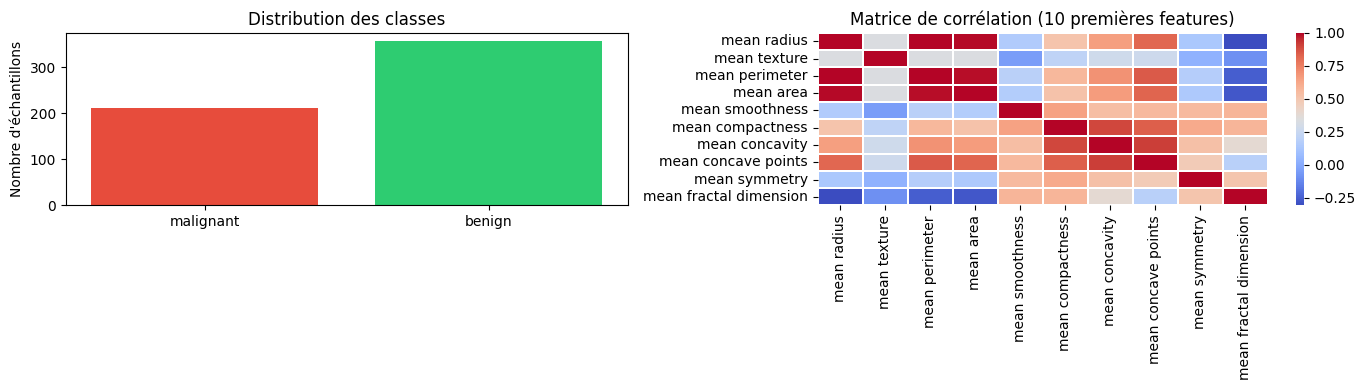 Distribution des classes
Nombre d'échantillons
300
200
100
0
malignant
benign
Matrice de corrélation (10 premières features)
mean radius
mean texture
mean perimeter
mean area
mean smoothness
mean compactness
mean concavity
mean concave points
mean symmetry
mean fractal dimension
mean radius
mean texture
mean perimeter
mean area
mean smoothness
mean compactness
mean concavity
mean concave points
mean symmetry
mean fractal dimension
1.00
0.75
0.50
0.25
0.00
−0.25